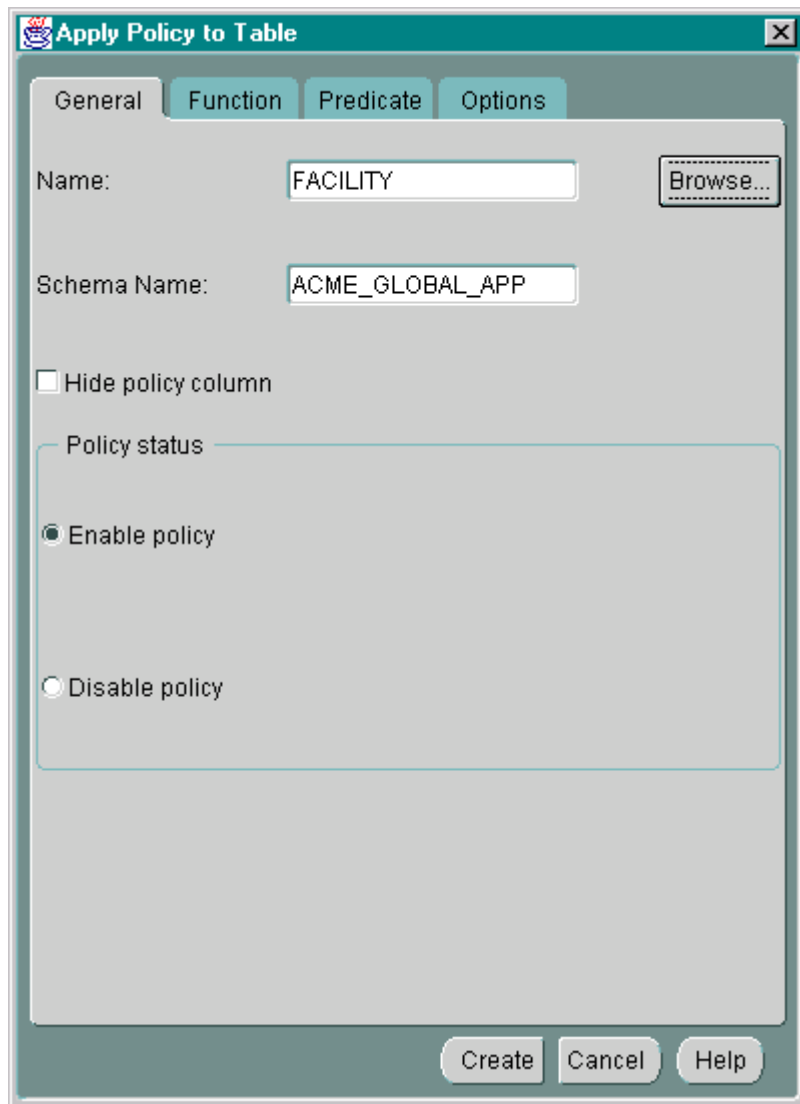 Apply Policy to Table
General Function Predicate Options
Name: FACILITY Browse...
Schema Name: ACME_GLOBAL_APP
Hide policy column
Policy status
Enable policy
Disable policy
Create Cancel Help